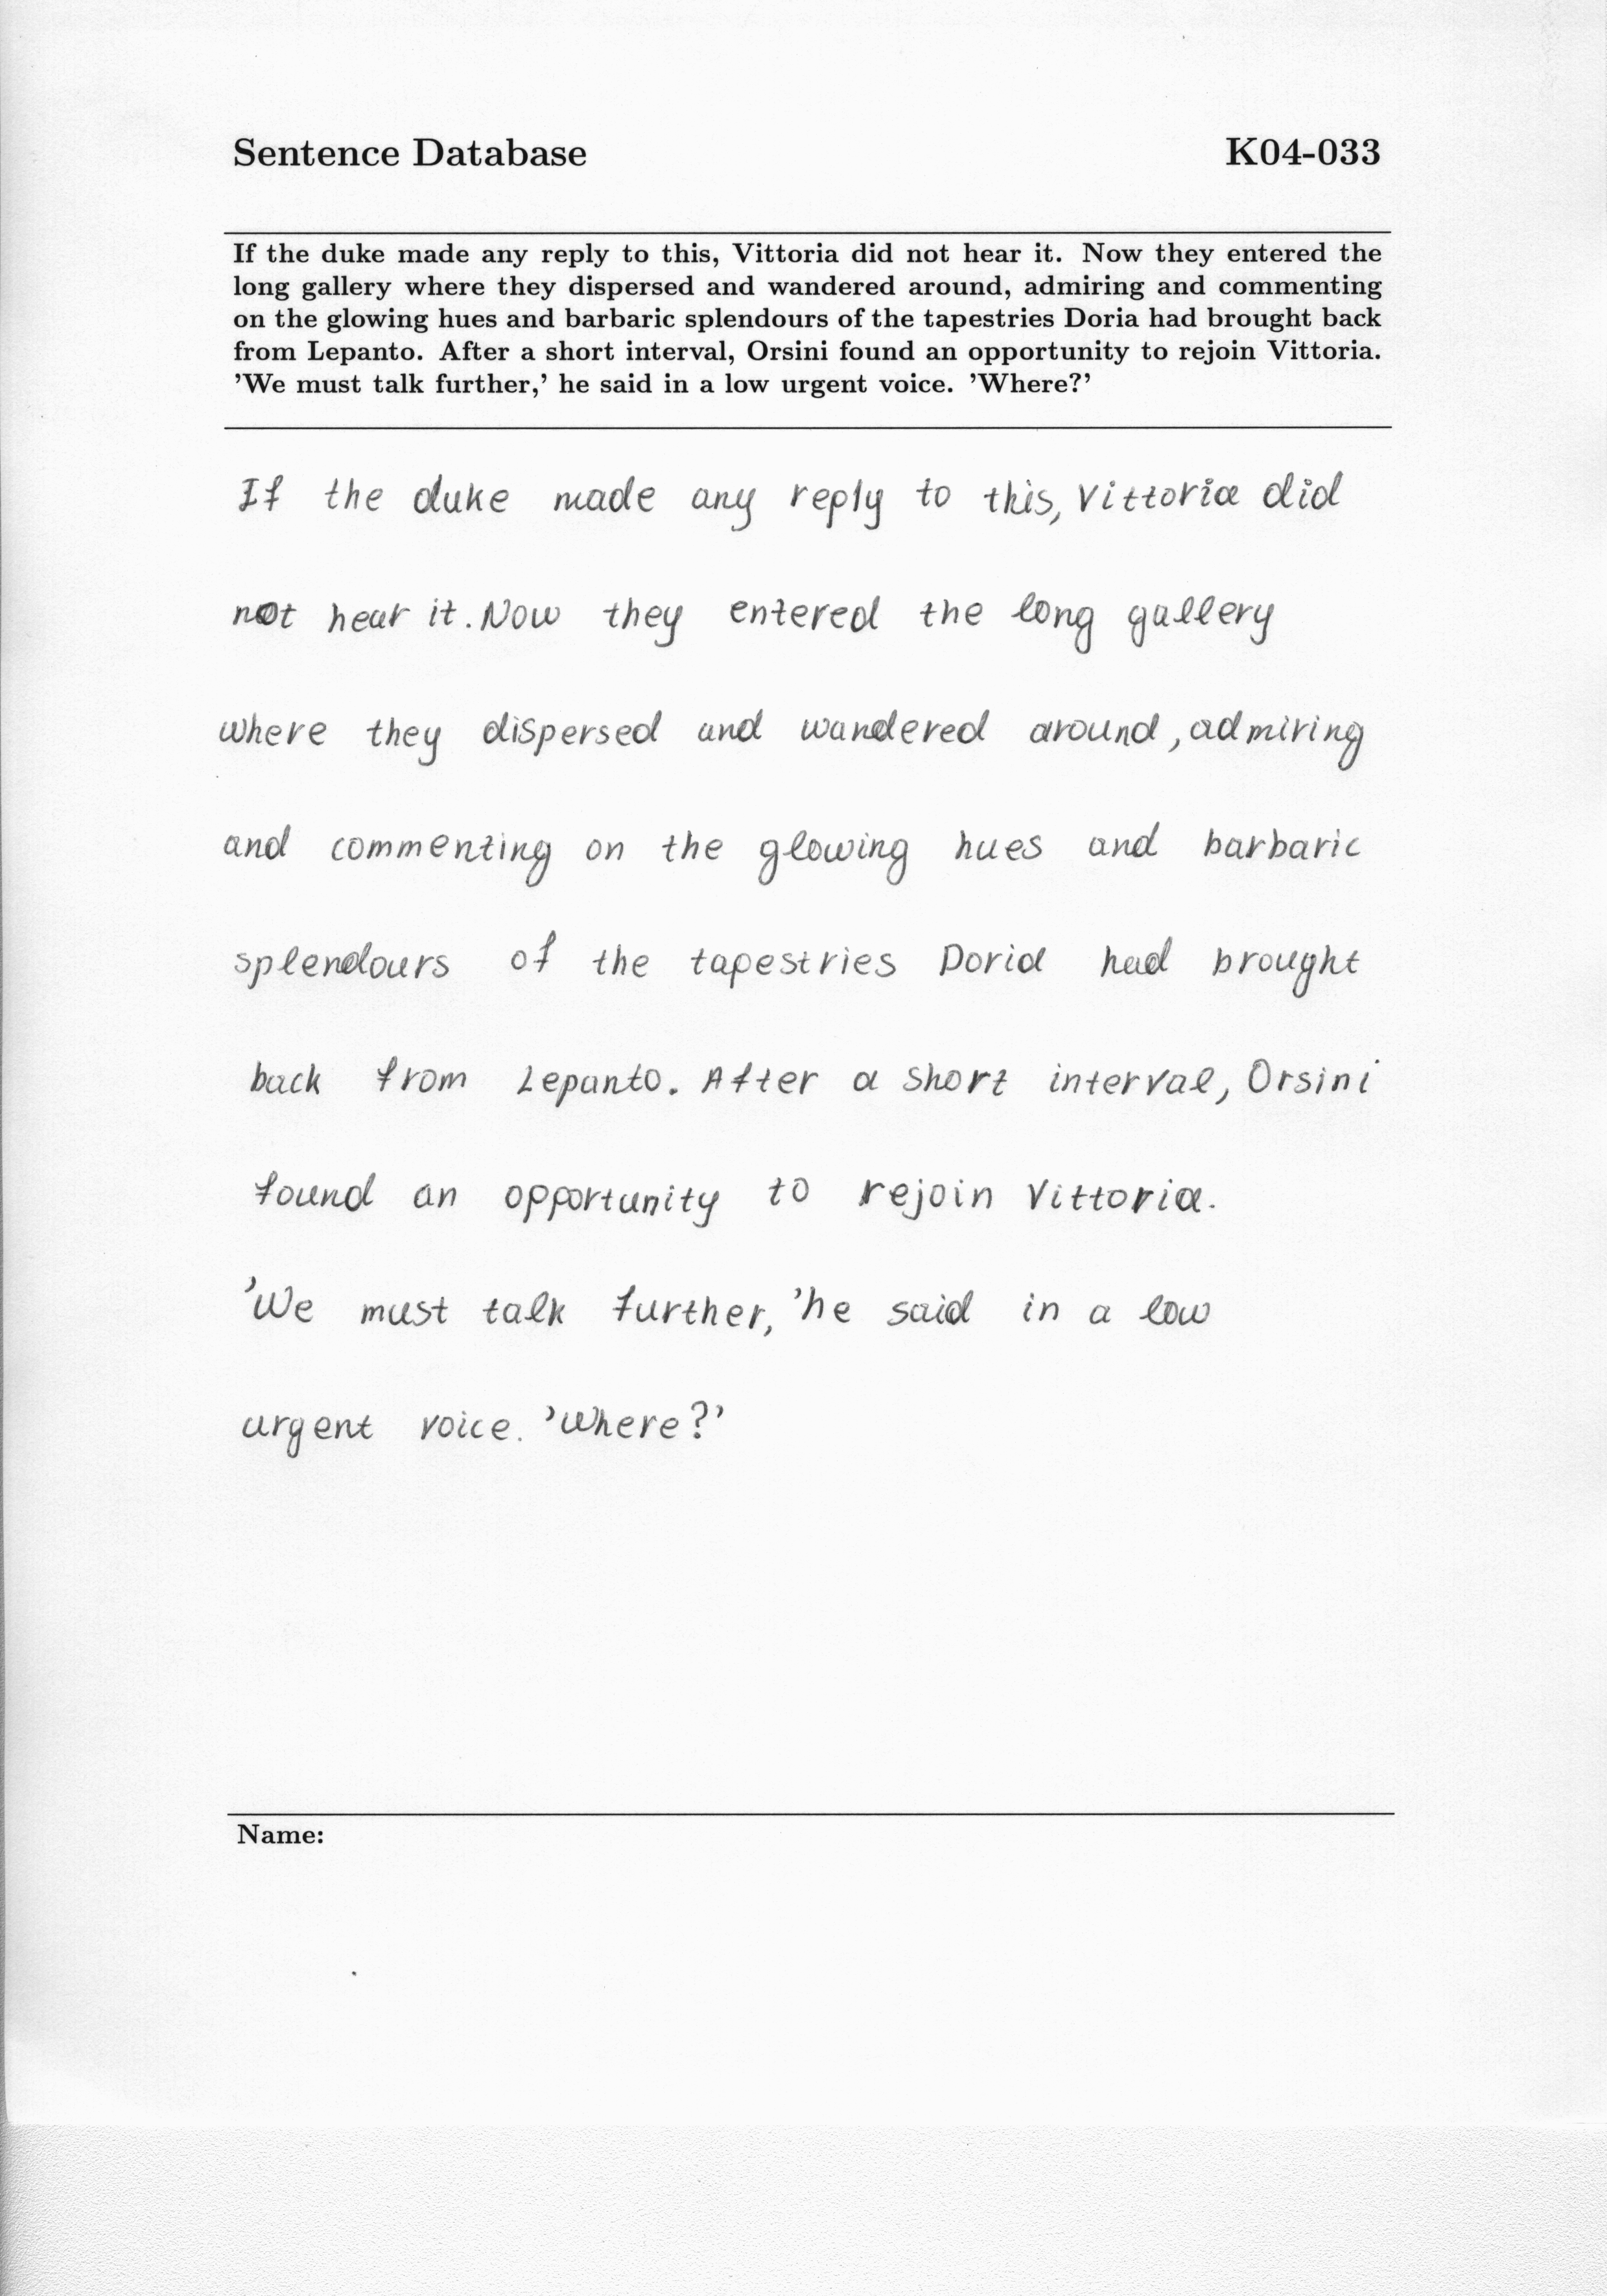 Sentence Database K04-033
If the duke made any reply to this, Vittoria did not hear it. Now they entered the
long gallery where they dispersed and wandered around, admiring and commenting
on the glowing hues and barbaric splendours of the tapestries Doria had brought back
from Lepanto. After a short interval, Orsini found an opportunity to rejoin Vittoria.
'We must talk further,' he said in a low urgent voice. 'Where?'
If the duke made any reply to this, Vittoria did
not hear it. Now they entered the long gallery
where they dispersed and wandered around, admiring
and commenting on the glowing hues and barbaric
splendours of the tapestries Doria had brought
back from Lepanto. After a short interval, Orsini
found an opportunity to rejoin Vittoria.
'We must talk further, 'he said in a low
urgent voice. 'Where?'
Name: